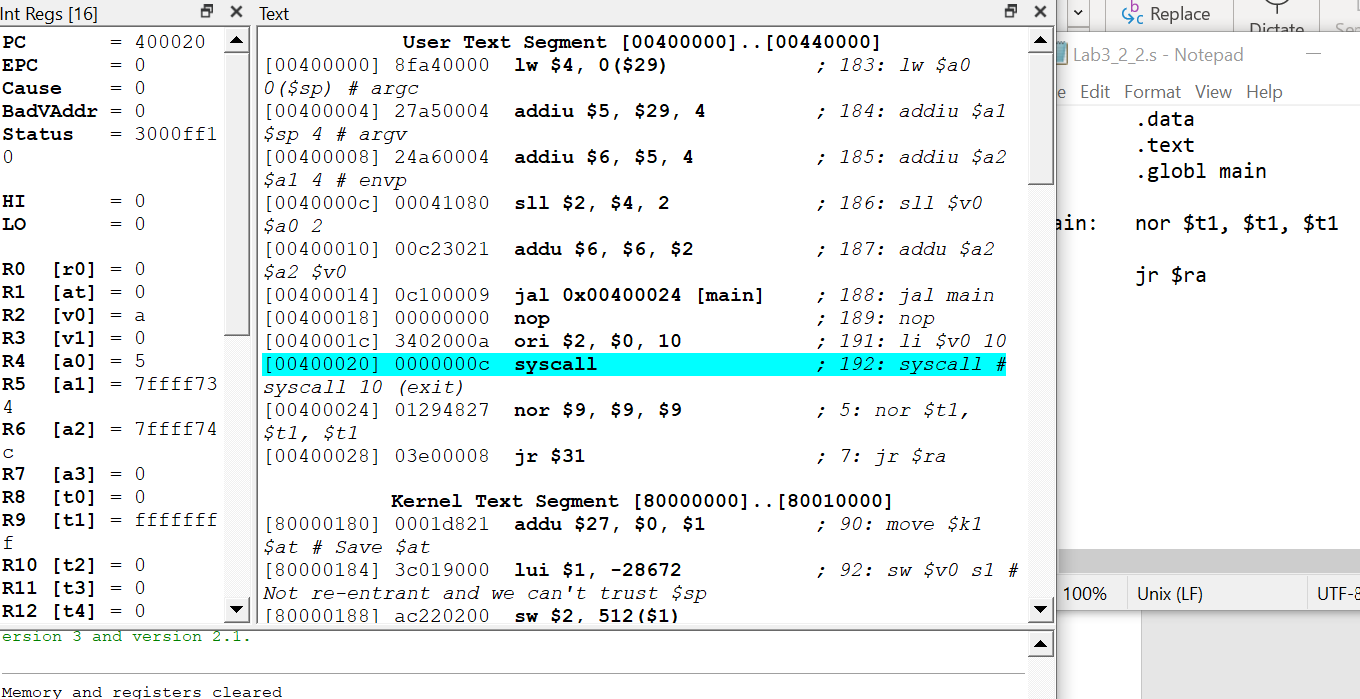 Int Regs [16]
PC = 400020
EPC = 0
Cause = 0
BadVAddr = 0
Status = 3000ff1
0
HI = 0
LO = 0
R0 [r0] = 0
R1 [at] = 0
R2 [v0] = a
R3 [v1] = 0
R4 [a0] = 5
R5 [a1] = 7ffff73
4
R6 [a2] = 7ffff74
c
R7 [a3] = 0
R8 [t0] = 0
R9 [t1] = fffffff
f
R10 [t2] = 0
R11 [t3] = 0
R12 [t4] = 0
Text
User Text Segment [00400000]..[00440000]
[00400000] 8fa40000 lw $4, 0($29) ; 183: lw $a0
0($sp) # argc
[00400004] 27a50004 addiu $5, $29, 4 ; 184: addiu $a1
$sp 4 # argv
[00400008] 24a60004 addiu $6, $5, 4 ; 185: addiu $a2
$a1 4 # envp
[0040000c] 00041080 sll $2, $4, 2 ; 186: sll $v0
$a0 2
[00400010] 00c23021 addu $6, $6, $2 ; 187: addu $a2
$a2 $v0
[00400014] 0c100009 jal 0x00400024 [main] ; 188: jal main
[00400018] 00000000 nop ; 189: nop
[0040001c] 3402000a ori $2, $0, 10 ; 191: li $v0 10
[00400020] 0000000c syscall ; 192: syscall #
syscall 10 (exit)
[00400024] 01294827 nor $9, $9, $9 ; 5: nor $t1,
$t1, $t1
[00400028] 03e00008 jr $31 ; 7: jr $ra
Kernel Text Segment [80000000]..[80010000]
[80000180] 0001d821 addu $27, $0, $1 ; 90: move $k1
$at # Save $at
[80000184] 3c019000 lui $1, -28672 ; 92: sw $v0 s1 #
Not re-entrant and we can't trust $sp
[80000188] ac220200 sw $2, 512($1)
ersion 3 and version 2.1.
Memory and registers cleared
Replace
Dictate
Lab3_2_2.s - Notepad
e Edit Format View Help
.data
.text
.globl main
ain: nor $t1, $t1, $t1
jr $ra
100% Unix (LF) UTF-8